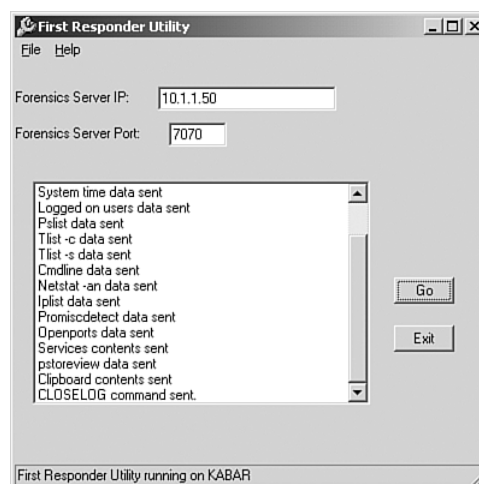 First Responder Utility
File Help
Forensics Server IP: 10.1.1.50
Forensics Server Port: 7070
System time data sent
Logged on users data sent
Pslist data sent
Tlist -c data sent
Tlist -s data sent
Cmdline data sent
Netstat -an data sent
Iplist data sent
Promiscdetect data sent
Openports data sent
Services contents sent
pstoreview data sent
Clipboard contents sent
CLOSELOG command sent.
Go
Exit
First Responder Utility running on KABAR